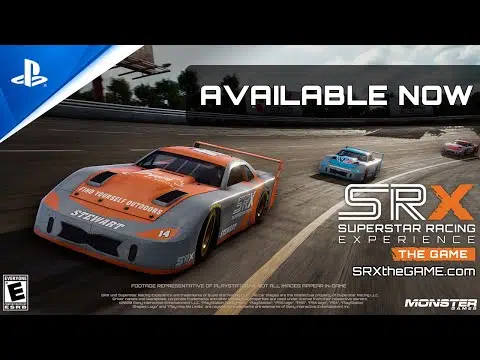 AVAILABLE NOW
FIND YOURSELF OUTDOORS
SRX
STEWART
14
SRX
SUPERSTAR RACING
EXPERIENCE
THE GAME
SRXtheGAME.com
EVERYONE
E
ESRB
FOOTAGE REPRESENTATIVE OF PLAYSTATION
NOT ALL IMAGES APPEAR IN-GAME
MONSTER
GAMES